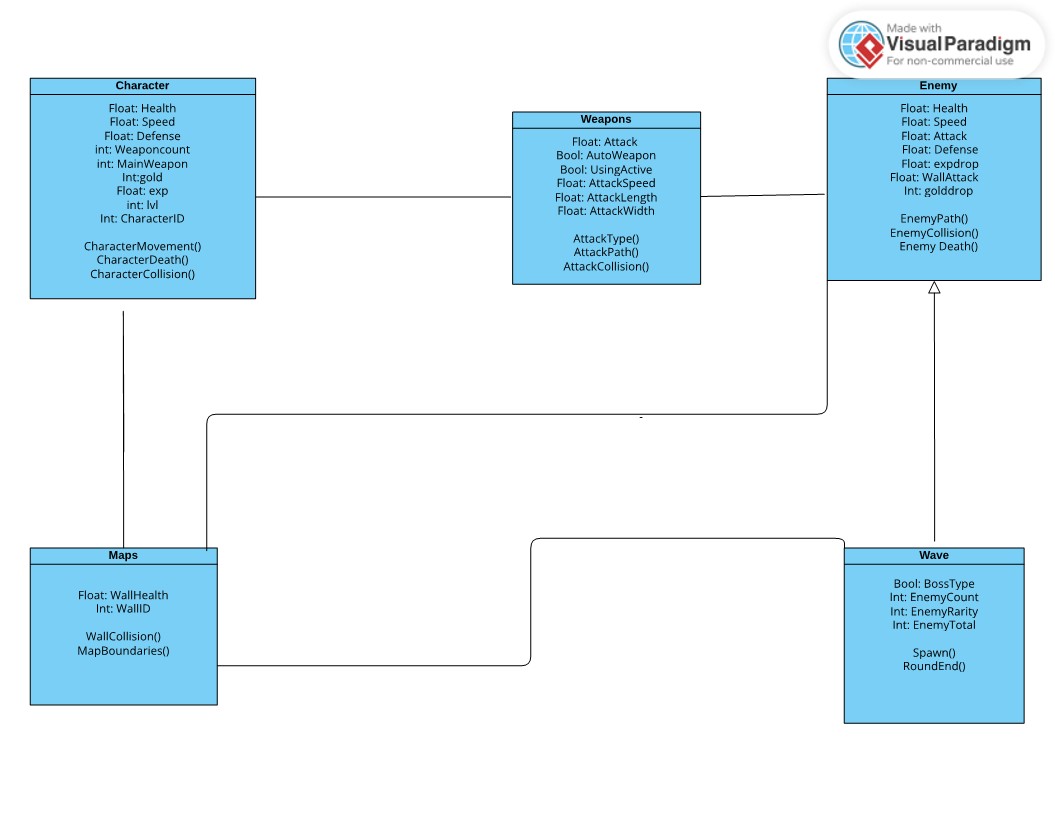 Made with
Visual Paradigm
For non-commercial use
Character
Float: Health
Float: Speed
Float: Defense
int: Weaponcount
int: MainWeapon
Int:gold
Float: exp
int: lvl
Int: CharacterID
CharacterMovement()
CharacterDeath()
CharacterCollision()
Weapons
Float: Attack
Bool: AutoWeapon
Bool: UsingActive
Float: AttackSpeed
Float: AttackLength
Float: AttackWidth
AttackType()
AttackPath()
AttackCollision()
Enemy
Float: Health
Float: Speed
Float: Attack
Float: Defense
Float: expdrop
Float: WallAttack
Int: golddrop
EnemyPath()
EnemyCollision()
Enemy Death()
Maps
Float: WallHealth
Int: WallID
WallCollision()
MapBoundaries()
Wave
Bool: BossType
Int: EnemyCount
Int: EnemyRarity
Int: EnemyTotal
Spawn()
RoundEnd()